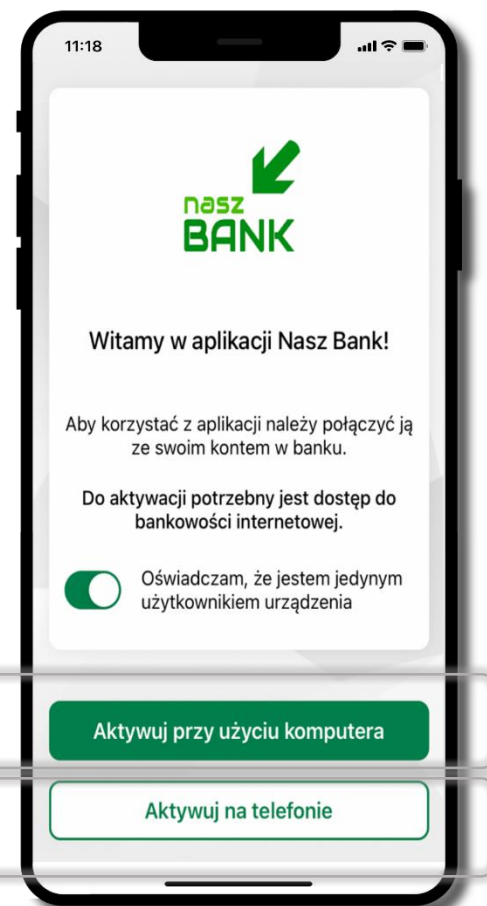 11:18
nasz
BANK
Witamy w aplikacji Nasz Bank!
Aby korzystać z aplikacji należy połączyć ją
ze swoim kontem w banku.
Do aktywacji potrzebny jest dostęp do
bankowości internetowej.
Oświadczam, że jestem jedynym
użytkownikiem urządzenia
Aktywuj przy użyciu komputera
Aktywuj na telefonie